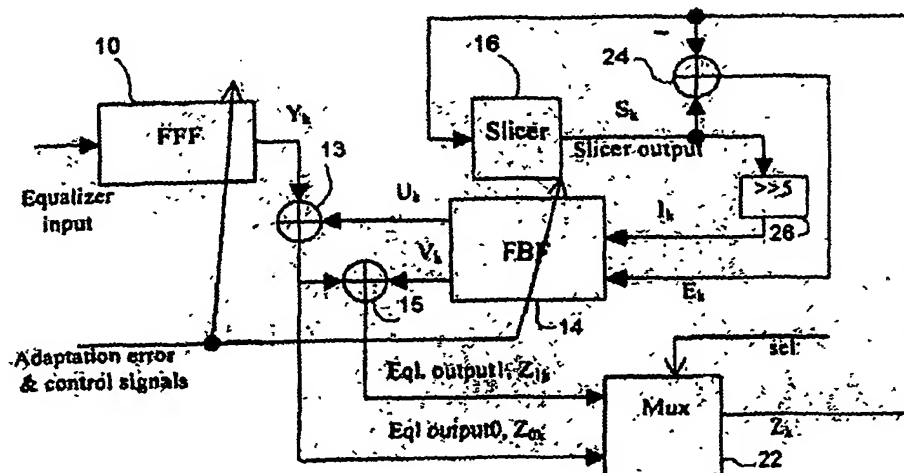 10
FFF
Equalizer
input
Yk
13
16
Slicer
Sk
Slicer output
−
24
>>5
26
Uk
Vk
FBF
Ik
Ek
15
14
Adaptation error
& control signals
Eql. output1, Z1k
Eql output0, Z0k
sel
Mux
Zk
22